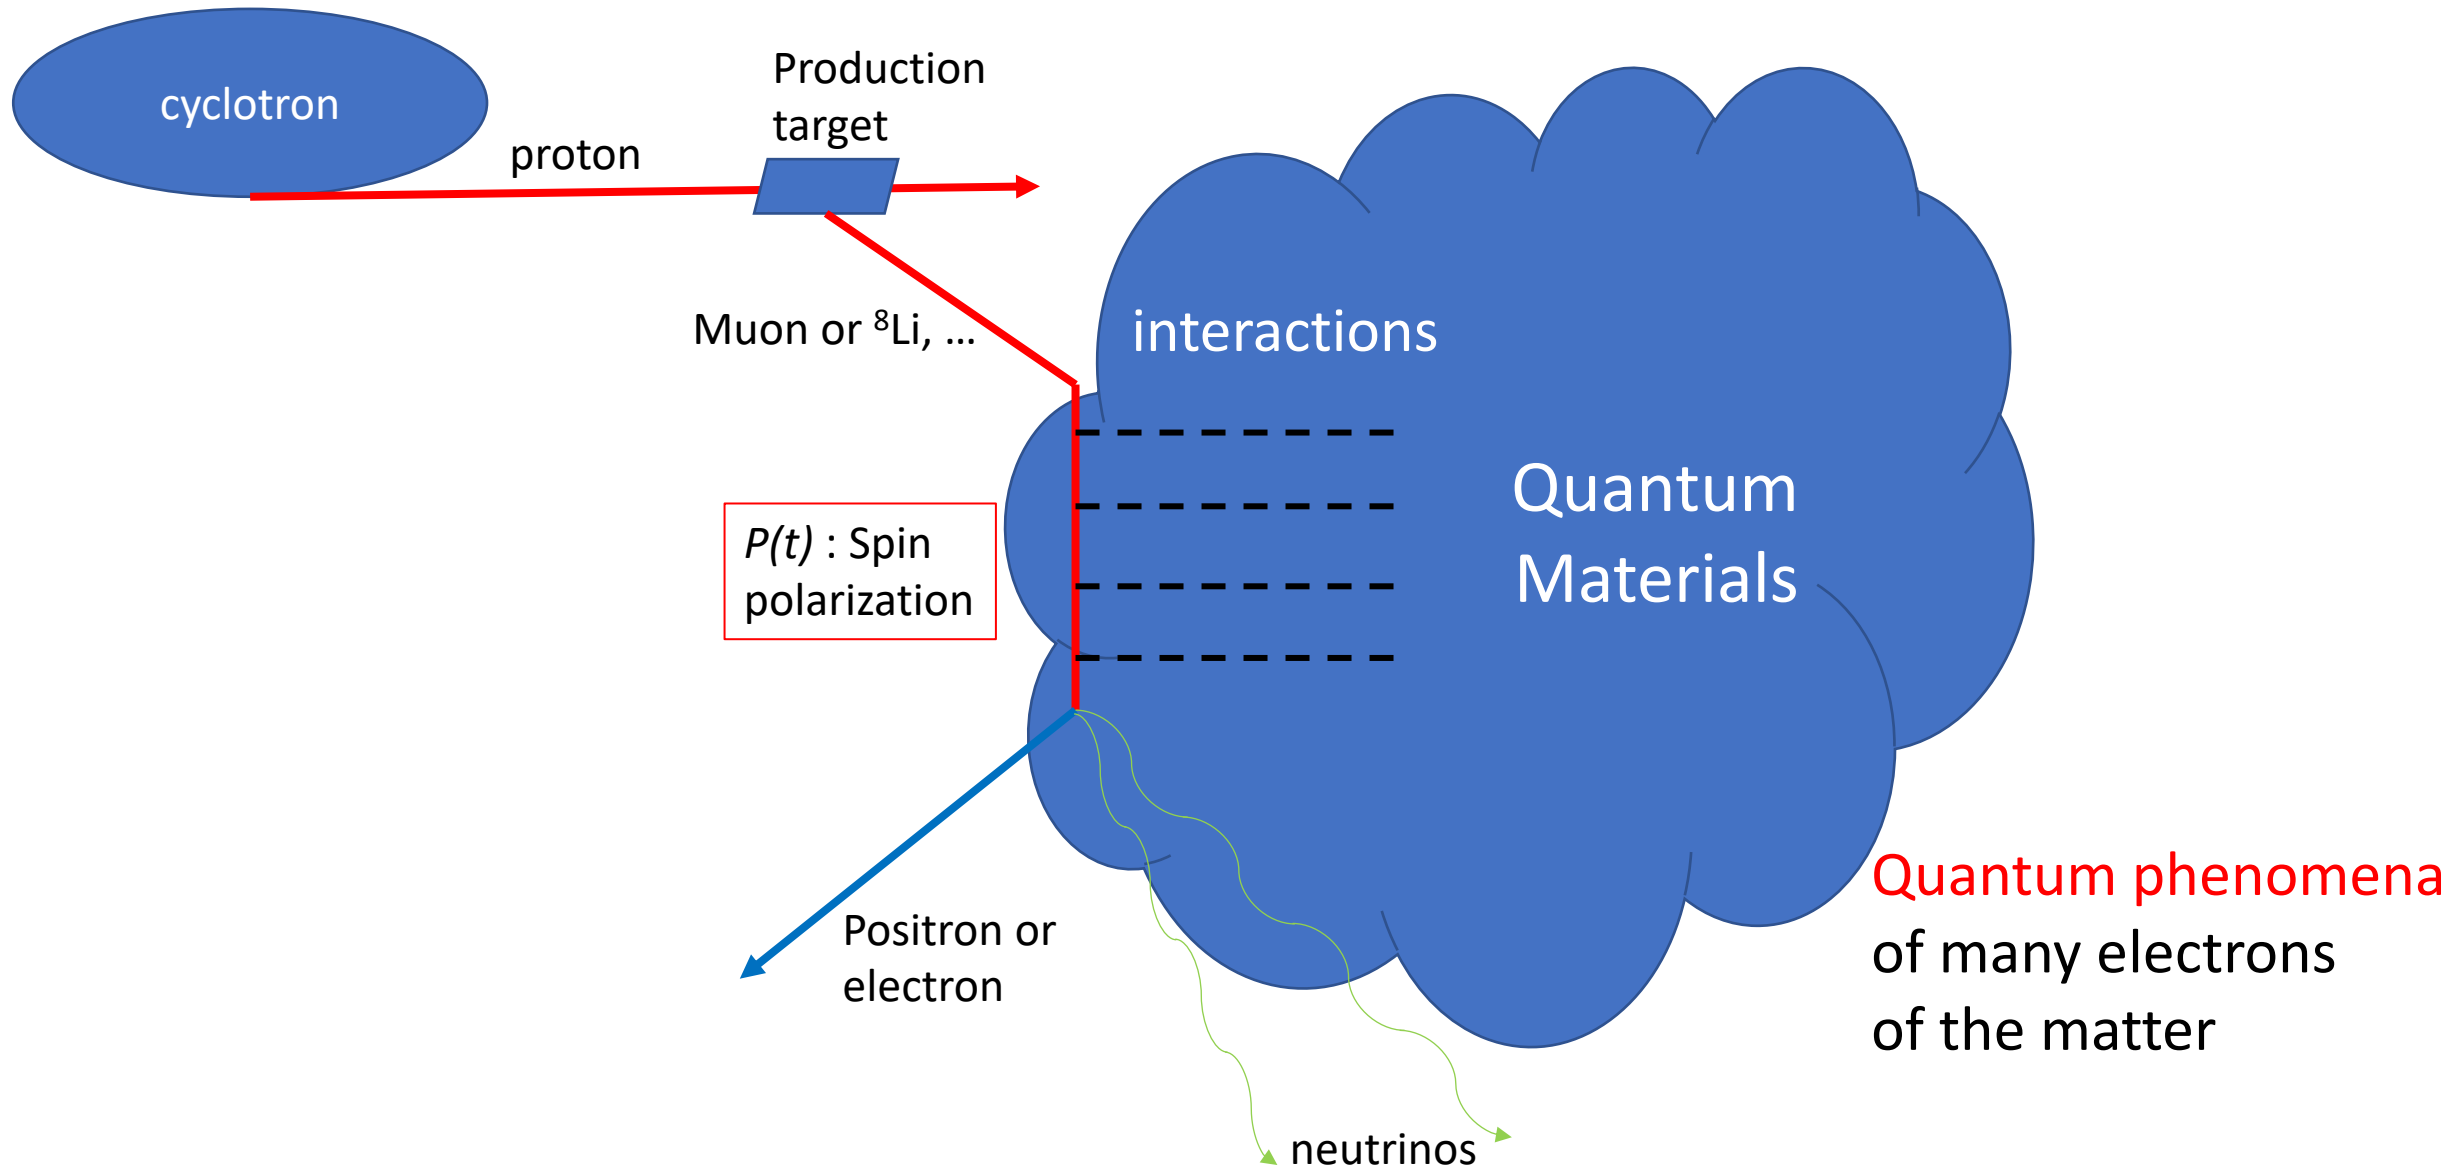 cyclotron
proton
Production
target
Muon or ⁸Li, ...
interactions
P(t) : Spin
polarization
Quantum
Materials
Positron or
electron
neutrinos
Quantum phenomena
of many electrons
of the matter